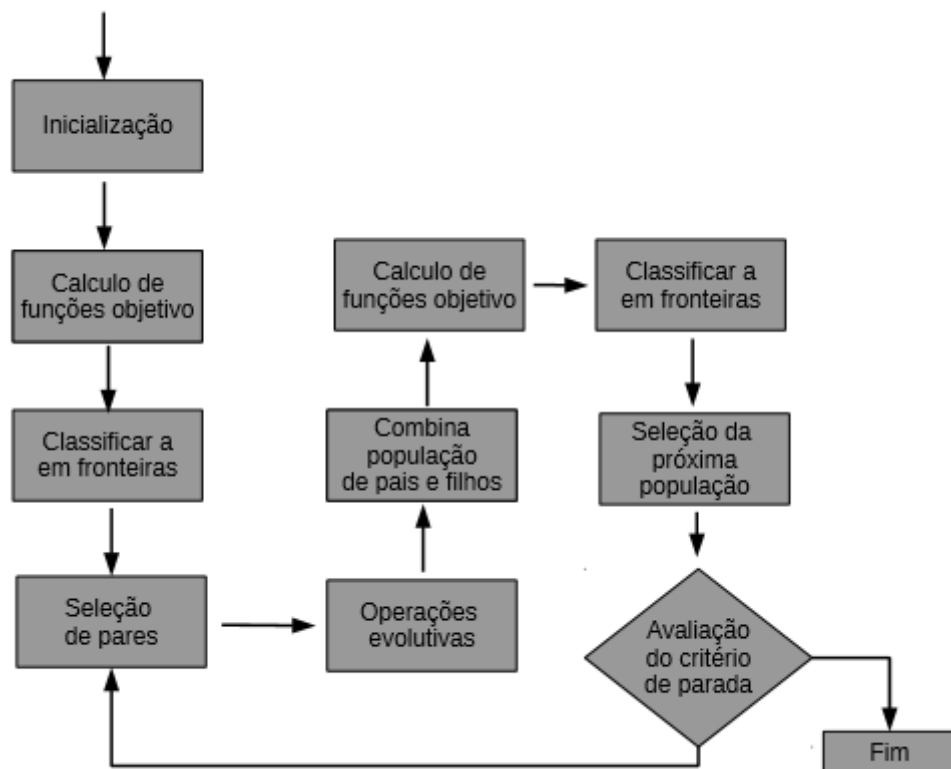 Inicialização
Calculo de
funções objetivo
Classificar a
em fronteiras
Seleção
de pares
Operações
evolutivas
Combina
população
de pais e filhos
Calculo de
funções objetivo
Classificar a
em fronteiras
Seleção da
próxima
população
Avaliação
do critério
de parada
Fim